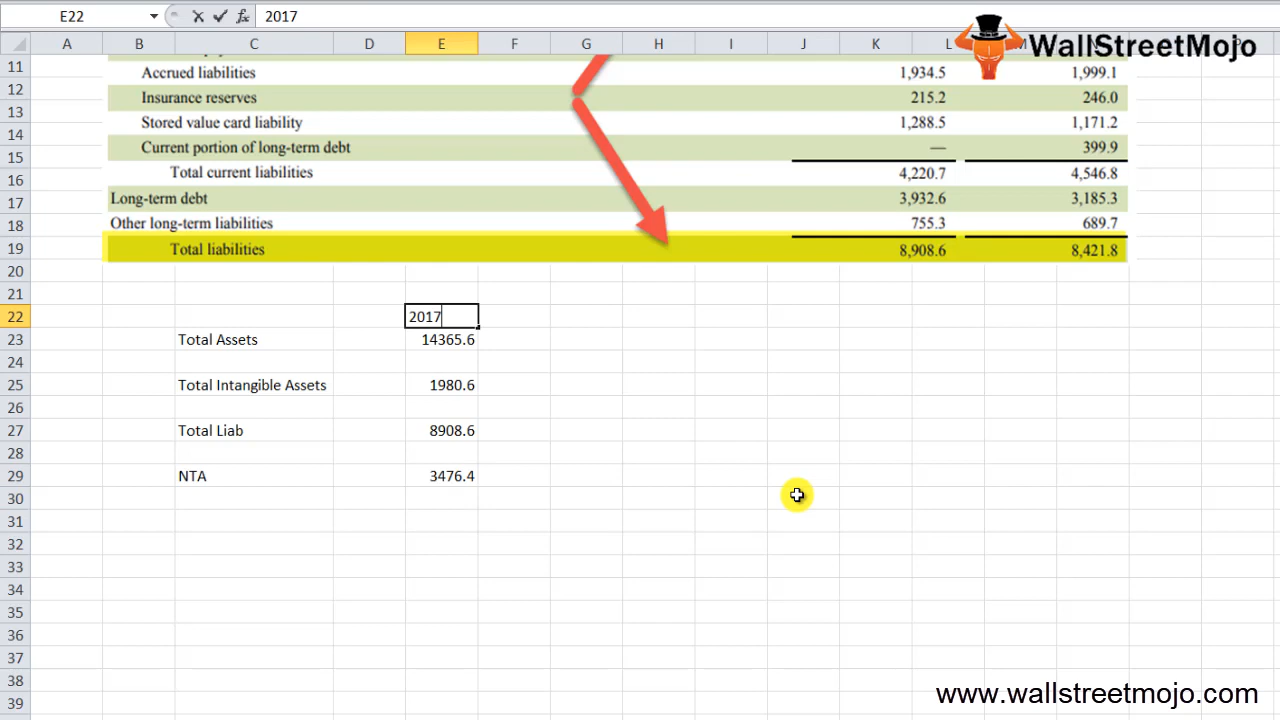 E22 fx 2017
A B C D E F G H I J K L M P
WallStreetMojo
11 Accrued liabilities 1,934.5 1,999.1
12 Insurance reserves 215.2 246.0
13 Stored value card liability 1,288.5 1,171.2
14 Current portion of long-term debt — 399.9
15
16 Total current liabilities 4,220.7 4,546.8
17 Long-term debt 3,932.6 3,185.3
18 Other long-term liabilities 755.3 689.7
19 Total liabilities 8,908.6 8,421.8
20
21
22 2017
23 Total Assets 14365.6
24
25 Total Intangible Assets 1980.6
26
27 Total Liab 8908.6
28
29 NTA 3476.4
30
31
32
33
34
35
36
37
38
39
www.wallstreetmojo.com